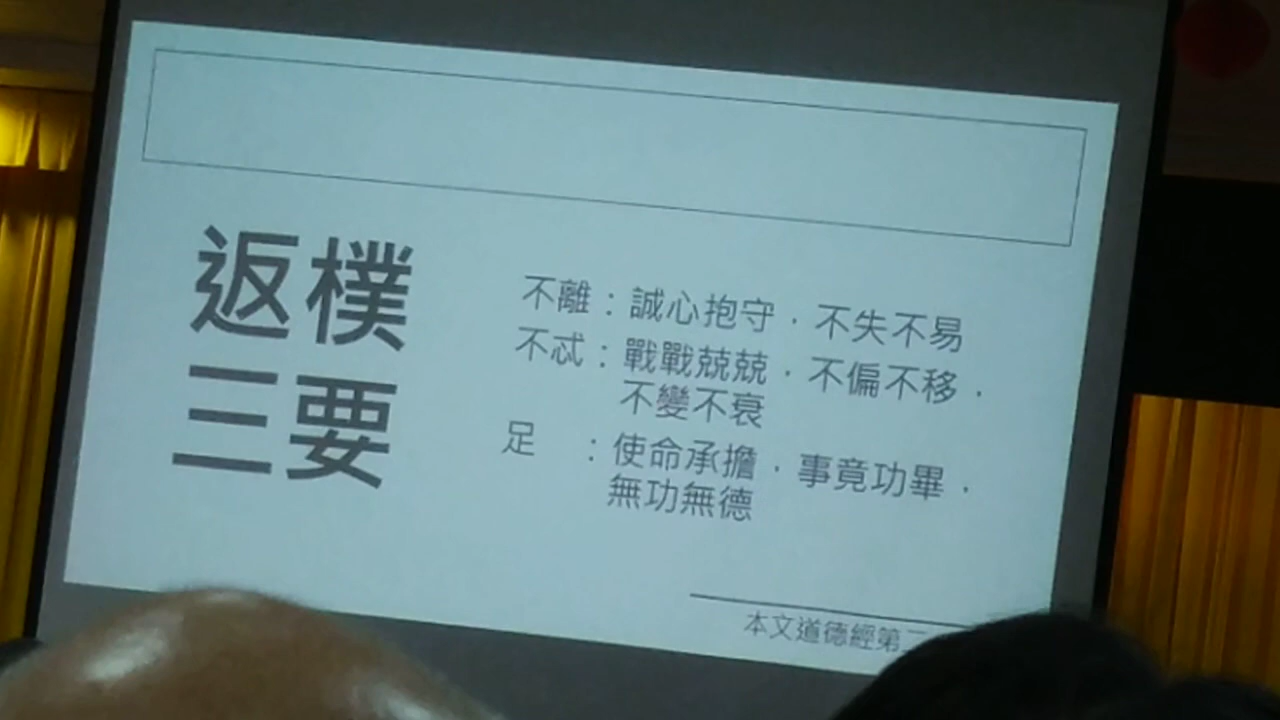 返樸
三要
不離：誠心抱守，不失不易
不忒：戰戰兢兢，不偏不移，
不變不衰
足　：使命承擔，事竟功畢，
無功無德
本文道德經第二